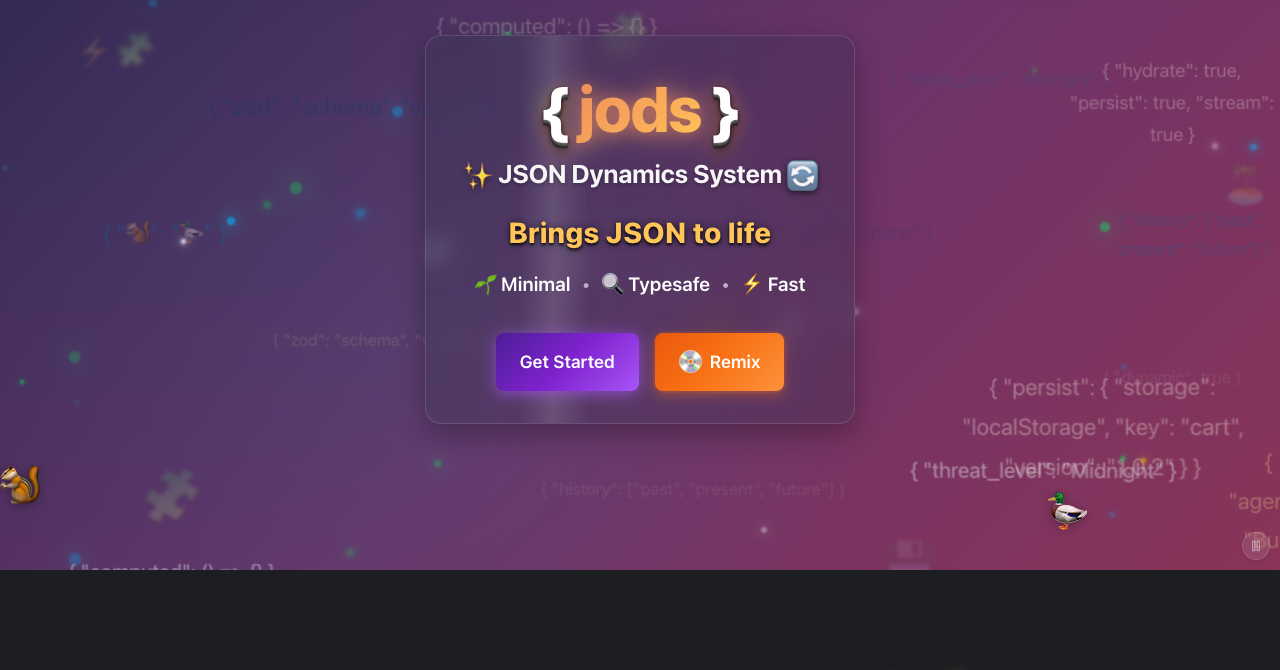 { "computed": () => {} }
{ jods }
JSON Dynamics System
Brings JSON to life
Minimal • Typesafe • Fast
Get Started
Remix
{ "hydrate": true,
"persist": true, "stream":
true }
{ "zod": "schema",
{ "zod": "schema",
{ "dynamic": true }
{ "persist": { "storage":
"localStorage", "key": "cart",
"version":
{ "threat_level": "Midnight" }
{ "history": ["past", "present", "future"] }
{ "computed": () => {} }